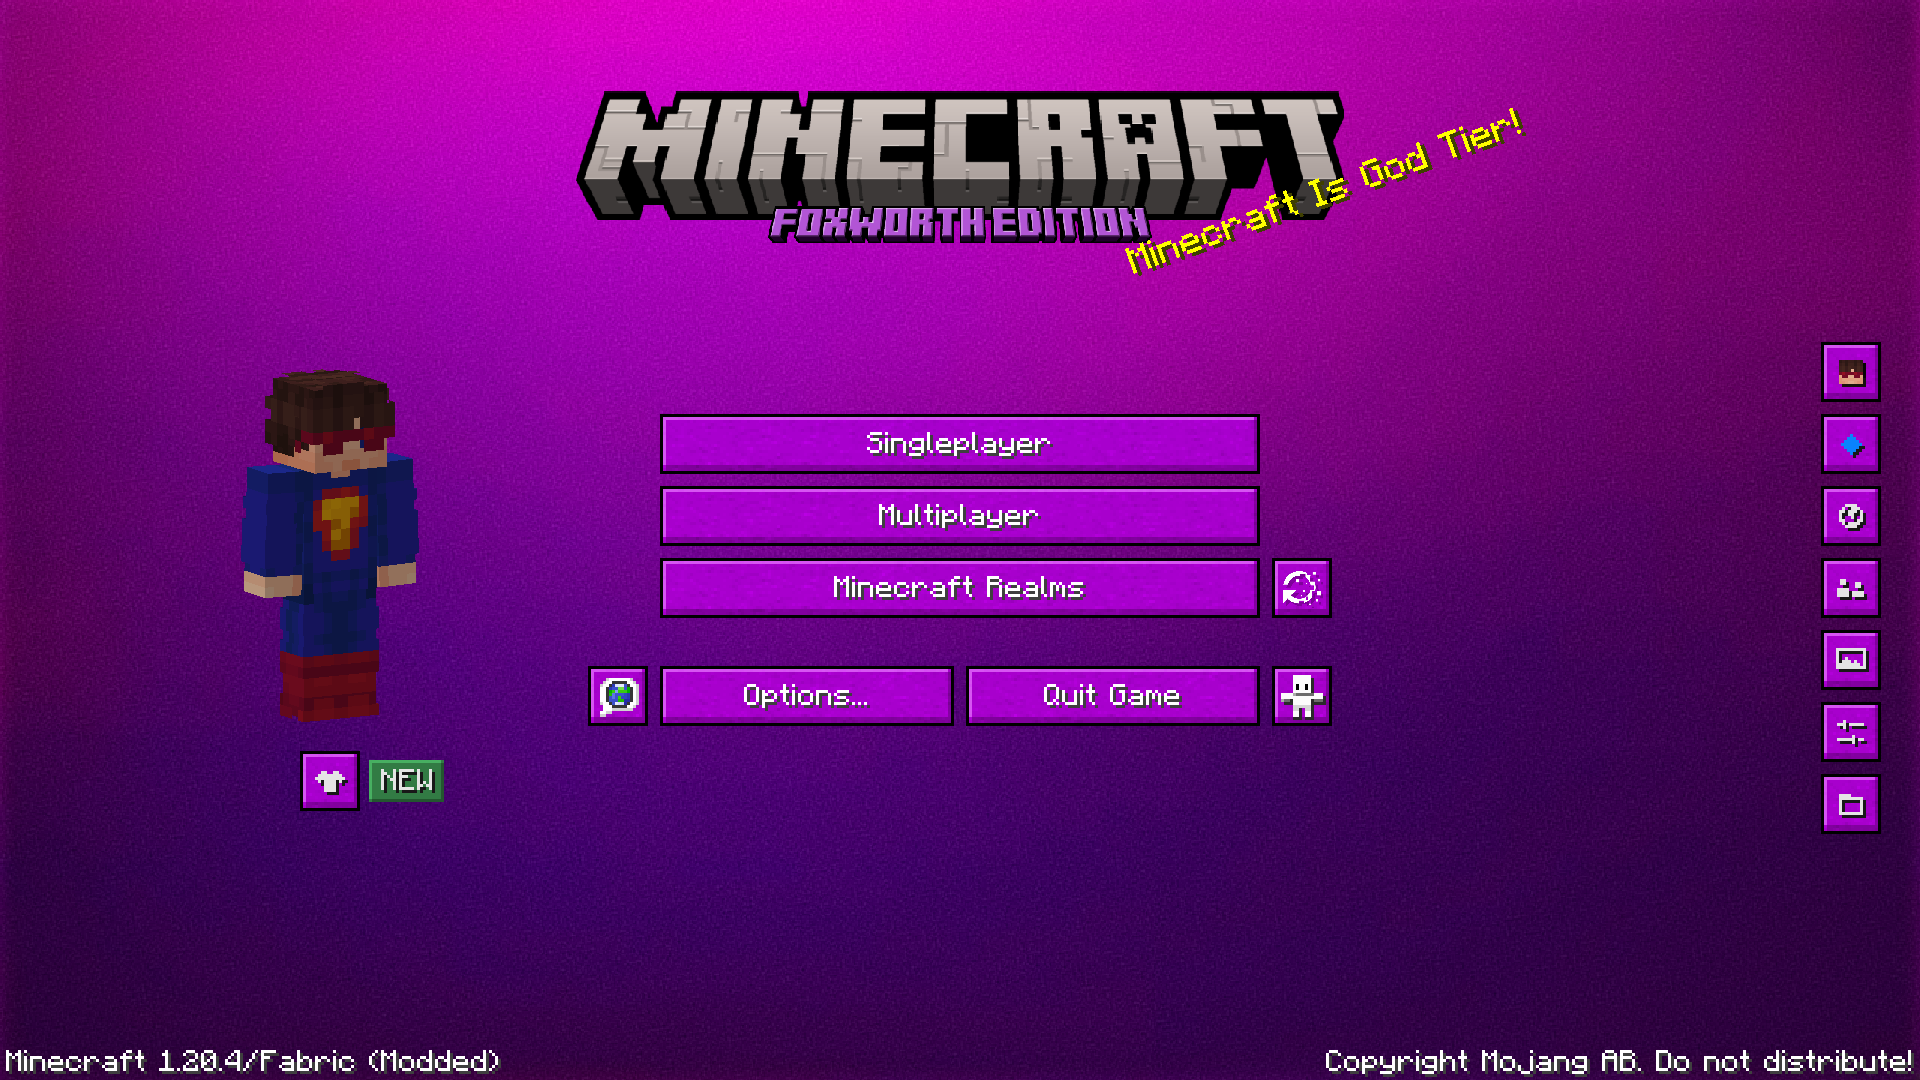 MINECRAFT
FOXWORTH EDITION
Minecraft Is God Tier!
Singleplayer
Multiplayer
Minecraft Realms
Options...
Quit Game
NEW
Minecraft 1.20.4/Fabric (Modded)
Copyright Mojang AB. Do not distribute!